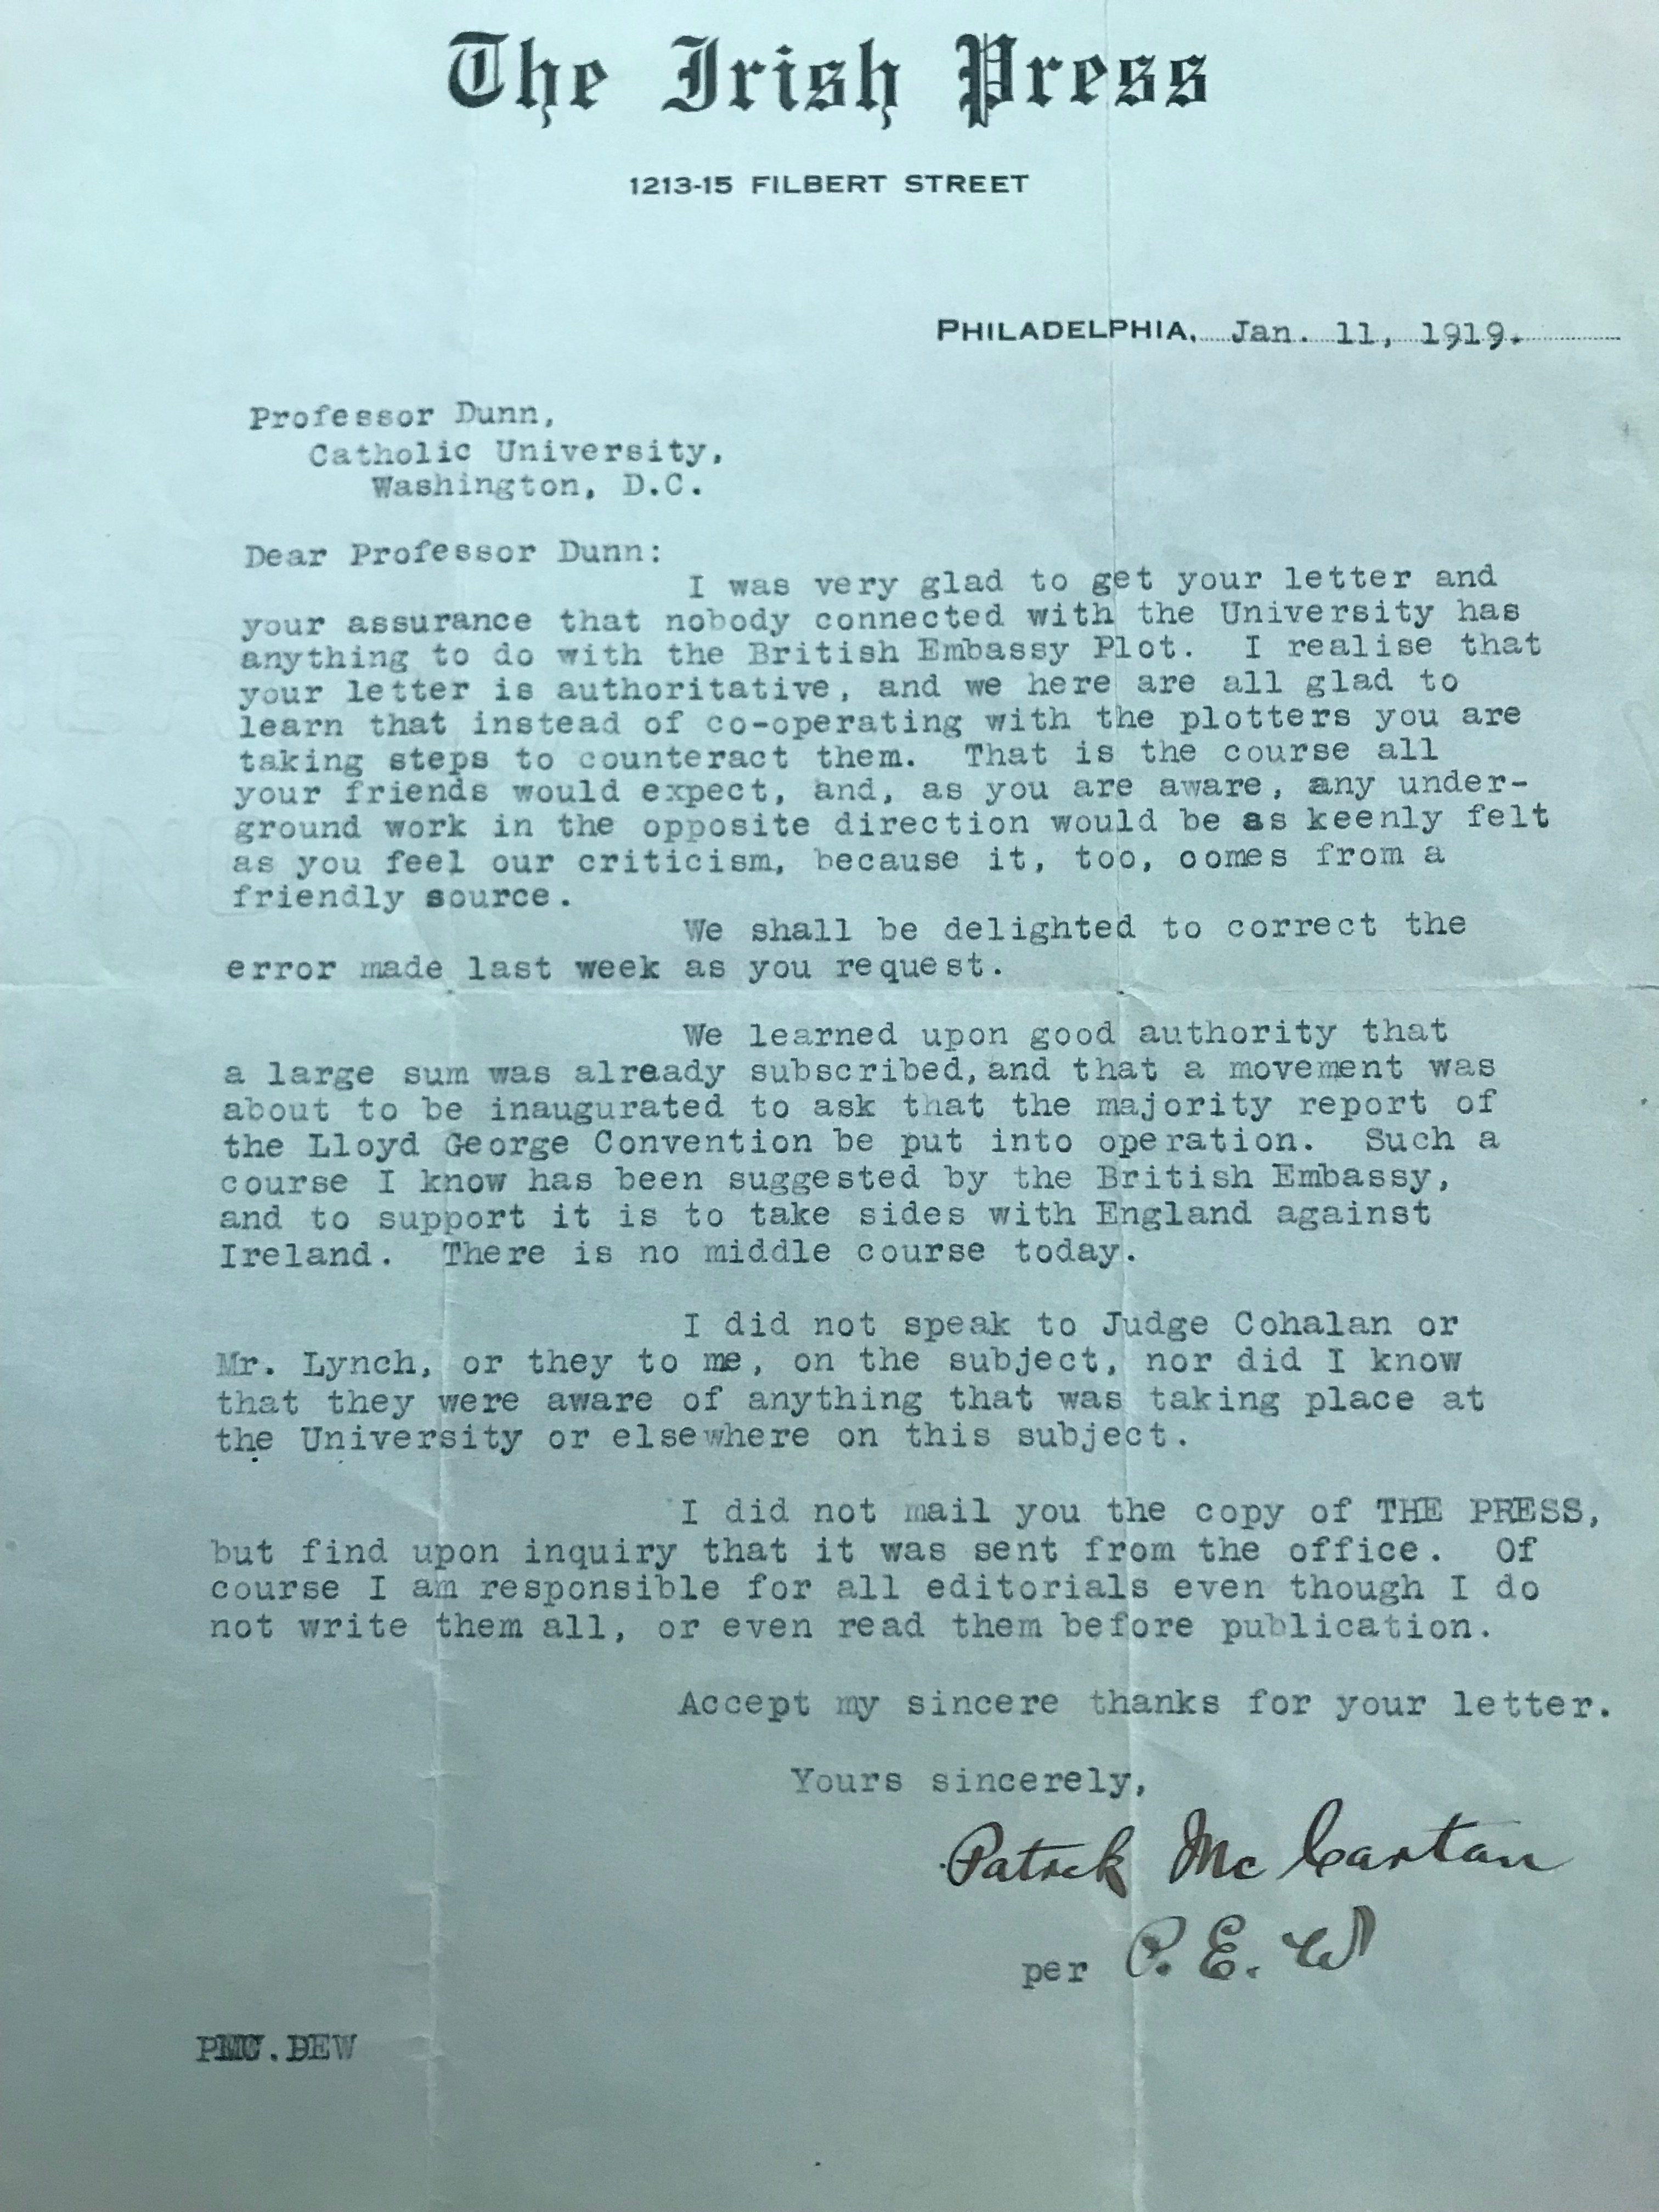 The Irish Press
1213-15 FILBERT STREET
PHILADELPHIA, Jan. 11, 1919.
Professor Dunn,
Catholic University,
Washington, D.C.
Dear Professor Dunn:
I was very glad to get your letter and
your assurance that nobody connected with the University has
anything to do with the British Embassy Plot. I realise that
your letter is authoritative, and we here are all glad to
learn that instead of co-operating with the plotters you are
taking steps to counteract them. That is the course all
your friends would expect, and, as you are aware, any under-
ground work in the opposite direction would be as keenly felt
as you feel our criticism, because it, too, comes from a
friendly source.
We shall be delighted to correct the
error made last week as you request.
We learned upon good authority that
a large sum was already subscribed, and that a movement was
about to be inaugurated to ask that the majority report of
the Lloyd George Convention be put into operation. Such a
course I know has been suggested by the British Embassy,
and to support it is to take sides with England against
Ireland. There is no middle course today.
I did not speak to Judge Cohalan or
Mr. Lynch, or they to me, on the subject, nor did I know
that they were aware of anything that was taking place at
the University or elsewhere on this subject.
I did not mail you the copy of THE PRESS,
but find upon inquiry that it was sent from the office. Of
course I am responsible for all editorials even though I do
not write them all, or even read them before publication.
Accept my sincere thanks for your letter.
Yours sincerely,
Patrick McCartan
per P. E. W
PMC.DEW